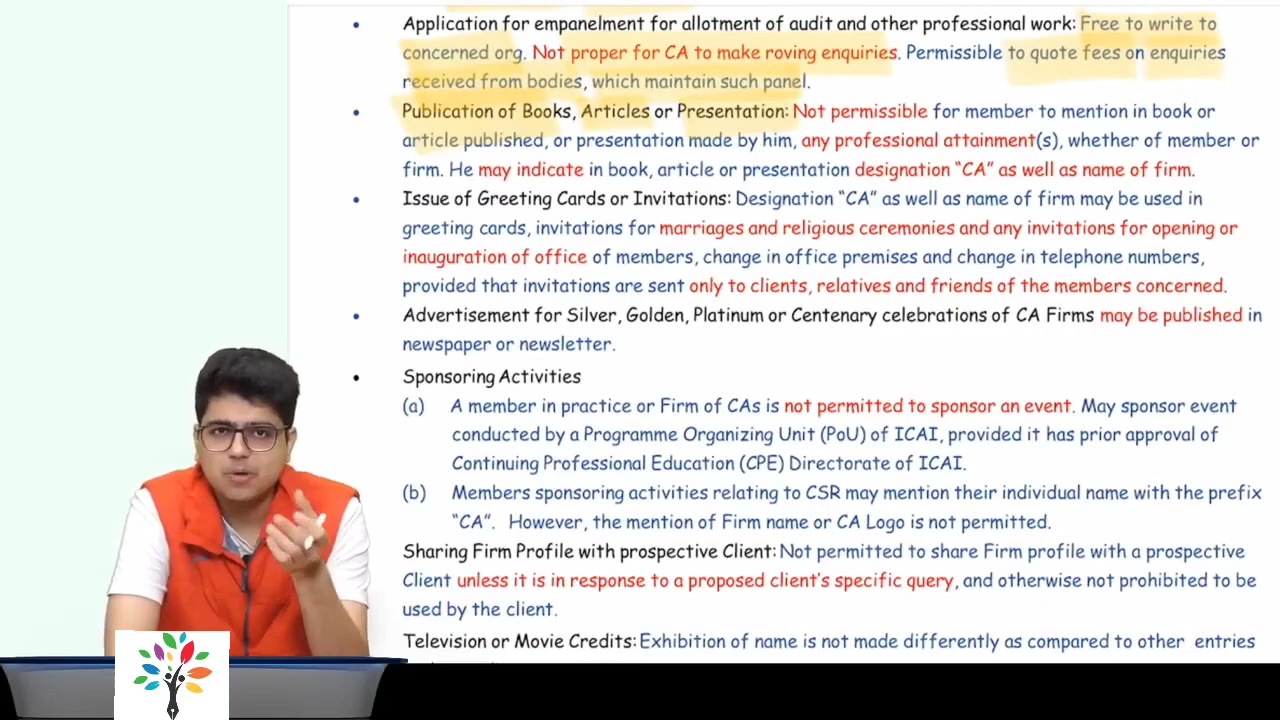 • Application for empanelment for allotment of audit and other professional work: Free to write to
concerned org. Not proper for CA to make roving enquiries. Permissible to quote fees on enquiries
received from bodies, which maintain such panel.
• Publication of Books, Articles or Presentation: Not permissible for member to mention in book or
article published, or presentation made by him, any professional attainment(s), whether of member or
firm. He may indicate in book, article or presentation designation “CA” as well as name of firm.
• Issue of Greeting Cards or Invitations: Designation “CA” as well as name of firm may be used in
greeting cards, invitations for marriages and religious ceremonies and any invitations for opening or
inauguration of office of members, change in office premises and change in telephone numbers,
provided that invitations are sent only to clients, relatives and friends of the members concerned.
• Advertisement for Silver, Golden, Platinum or Centenary celebrations of CA Firms may be published in
newspaper or newsletter.
• Sponsoring Activities
(a) A member in practice or Firm of CAs is not permitted to sponsor an event. May sponsor event
conducted by a Programme Organizing Unit (PoU) of ICAI, provided it has prior approval of
Continuing Professional Education (CPE) Directorate of ICAI.
(b) Members sponsoring activities relating to CSR may mention their individual name with the prefix
“CA”. However, the mention of Firm name or CA Logo is not permitted.
Sharing Firm Profile with prospective Client: Not permitted to share Firm profile with a prospective
Client unless it is in response to a proposed client’s specific query, and otherwise not prohibited to be
used by the client.
Television or Movie Credits: Exhibition of name is not made differently as compared to other entries